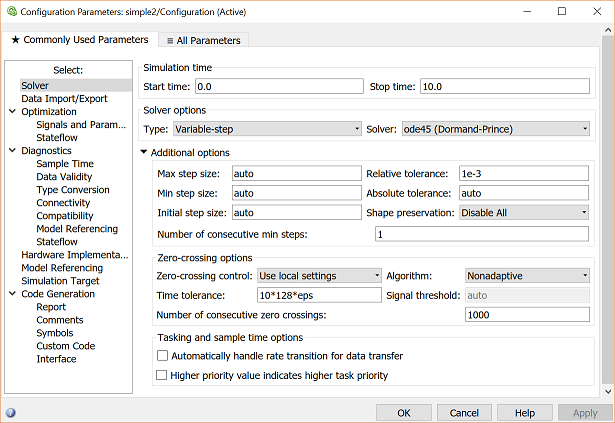 Configuration Parameters: simple2/Configuration (Active)
★ Commonly Used Parameters
≡ All Parameters
Select:
Solver
Data Import/Export
Optimization
Signals and Param...
Stateflow
Diagnostics
Sample Time
Data Validity
Type Conversion
Connectivity
Compatibility
Model Referencing
Stateflow
Hardware Implementa...
Model Referencing
Simulation Target
Code Generation
Report
Comments
Symbols
Custom Code
Interface
Simulation time
Start time: 0.0 Stop time: 10.0
Solver options
Type: Variable-step Solver: ode45 (Dormand-Prince)
Additional options
Max step size: auto Relative tolerance: 1e-3
Min step size: auto Absolute tolerance: auto
Initial step size: auto Shape preservation: Disable All
Number of consecutive min steps: 1
Zero-crossing options
Zero-crossing control: Use local settings Algorithm: Nonadaptive
Time tolerance: 10*128*eps Signal threshold: auto
Number of consecutive zero crossings: 1000
Tasking and sample time options
Automatically handle rate transition for data transfer
Higher priority value indicates higher task priority
OK Cancel Help Apply